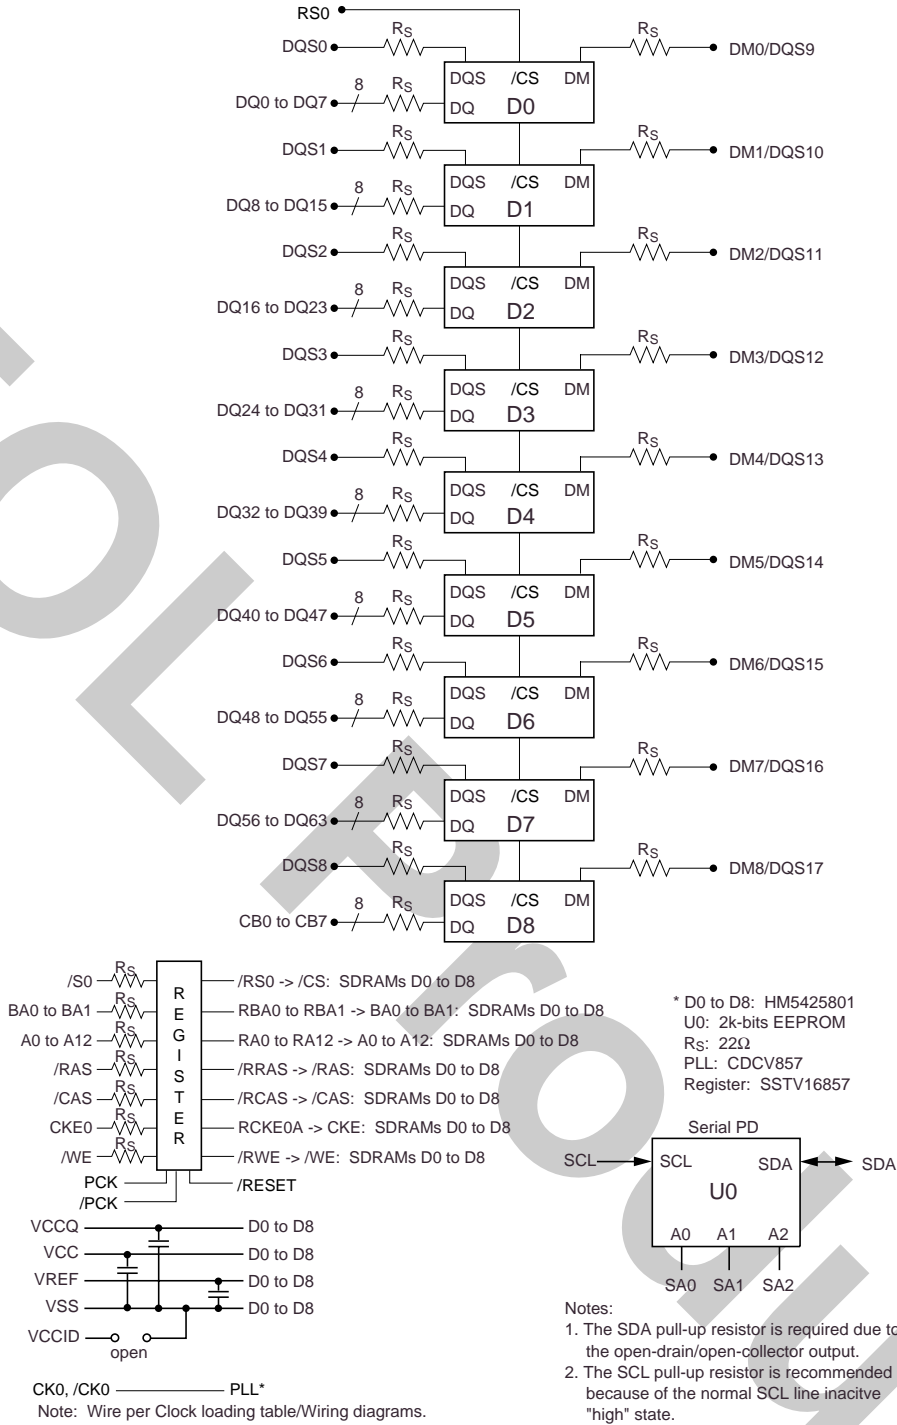 RS0
DQS0 RS RS DM0/DQS9
DQS /CS DM
DQ0 to DQ7 8 RS DQ D0
DQS1 RS RS DM1/DQS10
DQS /CS DM
DQ8 to DQ15 8 RS DQ D1
DQS2 RS RS DM2/DQS11
DQS /CS DM
DQ16 to DQ23 8 RS DQ D2
DQS3 RS RS DM3/DQS12
DQS /CS DM
DQ24 to DQ31 8 RS DQ D3
DQS4 RS RS DM4/DQS13
DQS /CS DM
DQ32 to DQ39 8 RS DQ D4
DQS5 RS RS DM5/DQS14
DQS /CS DM
DQ40 to DQ47 8 RS DQ D5
DQS6 RS RS DM6/DQS15
DQS /CS DM
DQ48 to DQ55 8 RS DQ D6
DQS7 RS RS DM7/DQS16
DQS /CS DM
DQ56 to DQ63 8 RS DQ D7
DQS8 RS RS DM8/DQS17
DQS /CS DM
CB0 to CB7 8 RS DQ D8
REGISTER
/S0 RS /RS0 -> /CS: SDRAMs D0 to D8
BA0 to BA1 RS RBA0 to RBA1 -> BA0 to BA1: SDRAMs D0 to D8
A0 to A12 RS RA0 to RA12 -> A0 to A12: SDRAMs D0 to D8
/RAS RS /RRAS -> /RAS: SDRAMs D0 to D8
/CAS RS /RCAS -> /CAS: SDRAMs D0 to D8
CKE0 RS RCKE0A -> CKE: SDRAMs D0 to D8
/WE RS /RWE -> /WE: SDRAMs D0 to D8
PCK /RESET
/PCK
VCCQ D0 to D8
VCC D0 to D8
VREF D0 to D8
VSS D0 to D8
VCCID open
CK0, /CK0 PLL*
Note: Wire per Clock loading table/Wiring diagrams.
* D0 to D8: HM5425801
U0: 2k-bits EEPROM
RS: 22Ω
PLL: CDCV857
Register: SSTV16857
Serial PD
SCL SCL SDA SDA
U0
A0 A1 A2
SA0 SA1 SA2
Notes:
1. The SDA pull-up resistor is required due to
the open-drain/open-collector output.
2. The SCL pull-up resistor is recommended
because of the normal SCL line inacitve
"high" state.